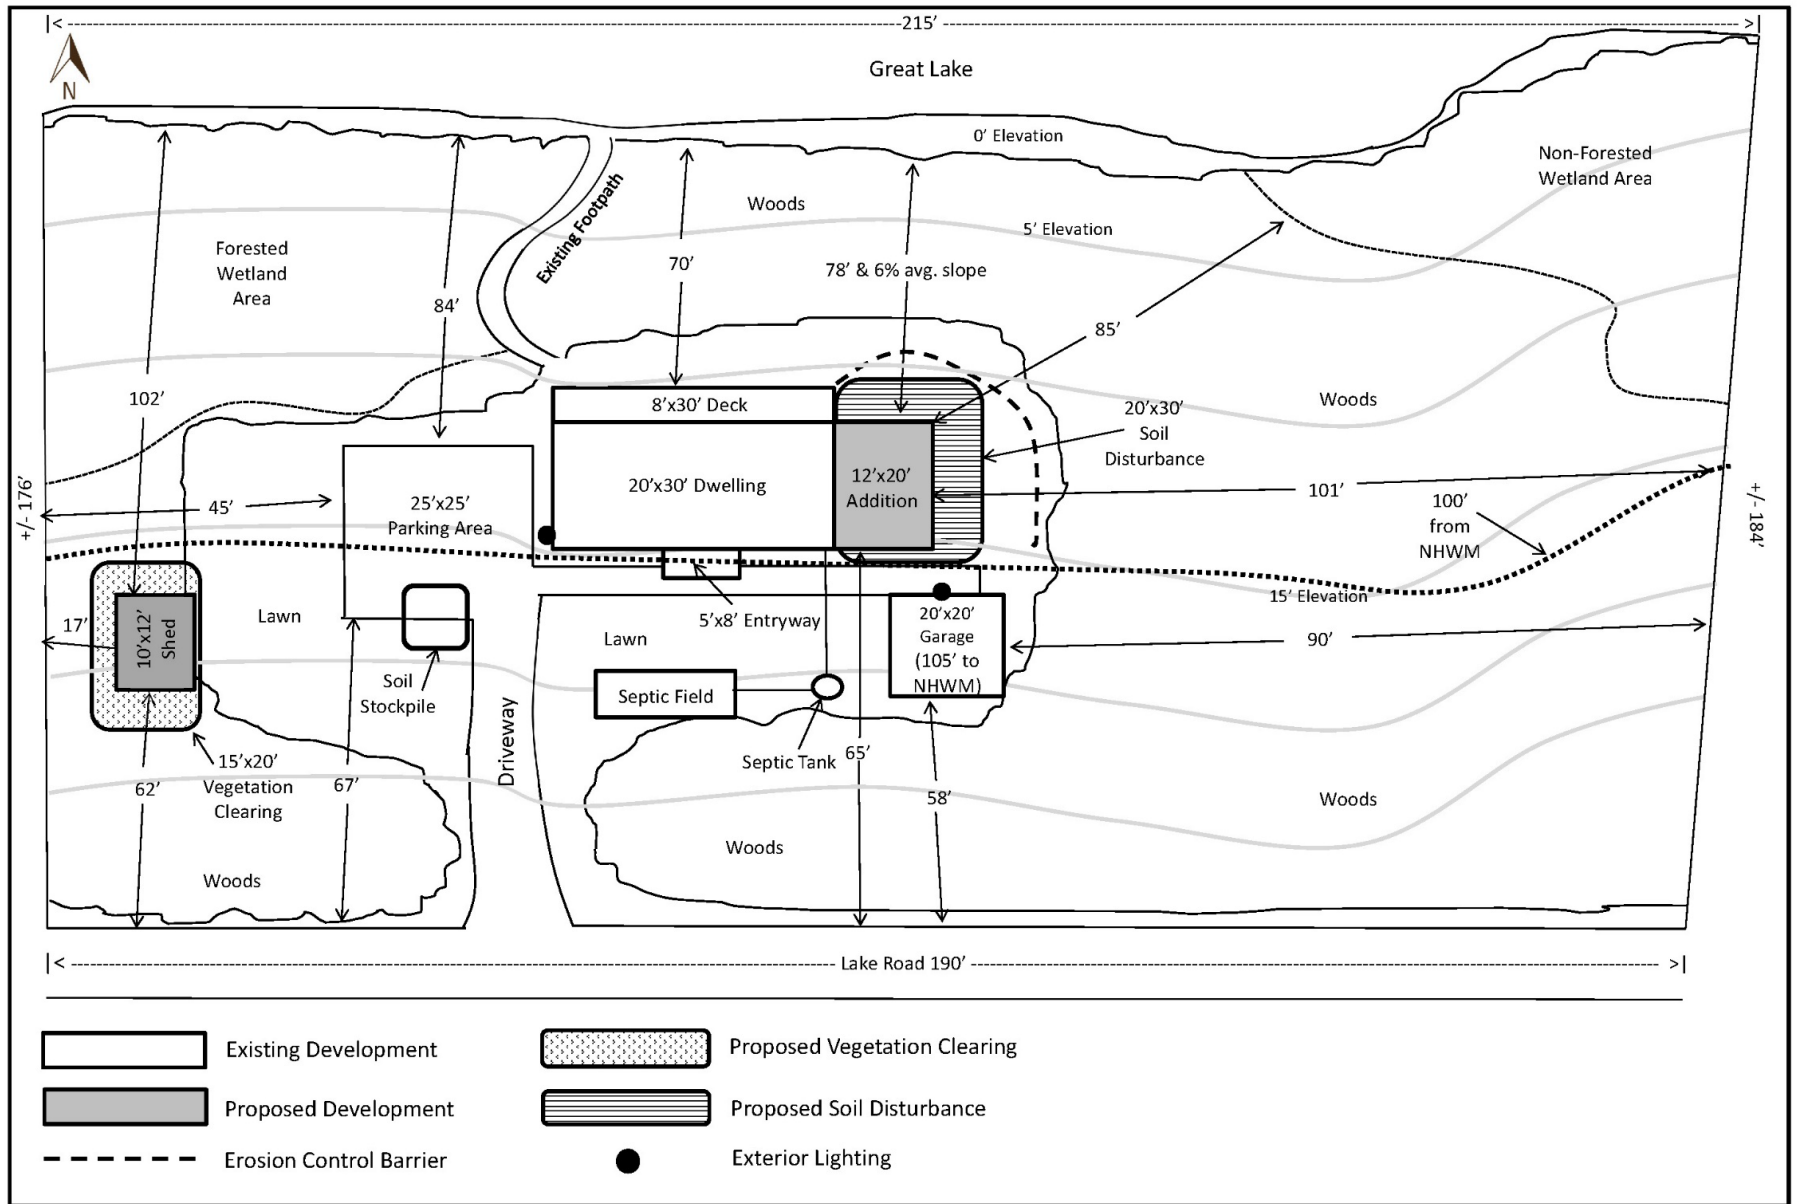 |< 215’ >|
N
Great Lake
0’ Elevation
Non-Forested
Wetland Area
Existing Footpath
Woods
5’ Elevation
Forested
Wetland
Area
70’
78’ & 6% avg. slope
84’
85’
102’
8’x30’ Deck
Woods
20’x30’
Soil
Disturbance
+/- 176’
45’
25’x25’
Parking Area
20’x30’ Dwelling
12’x20’
Addition
101’
100’
from
NHWM
+/- 184’
15’ Elevation
17’
10’x12’
Shed
Lawn
5’x8’ Entryway
Lawn
20’x20’
Garage
(105’ to
NHWM)
90’
Soil
Stockpile
Septic Field
Driveway
Septic Tank
65’
15’x20’
Vegetation
Clearing
62’
67’
58’
Woods
Woods
Woods
|< Lake Road 190’ >|
Existing Development
Proposed Vegetation Clearing
Proposed Development
Proposed Soil Disturbance
Erosion Control Barrier
Exterior Lighting